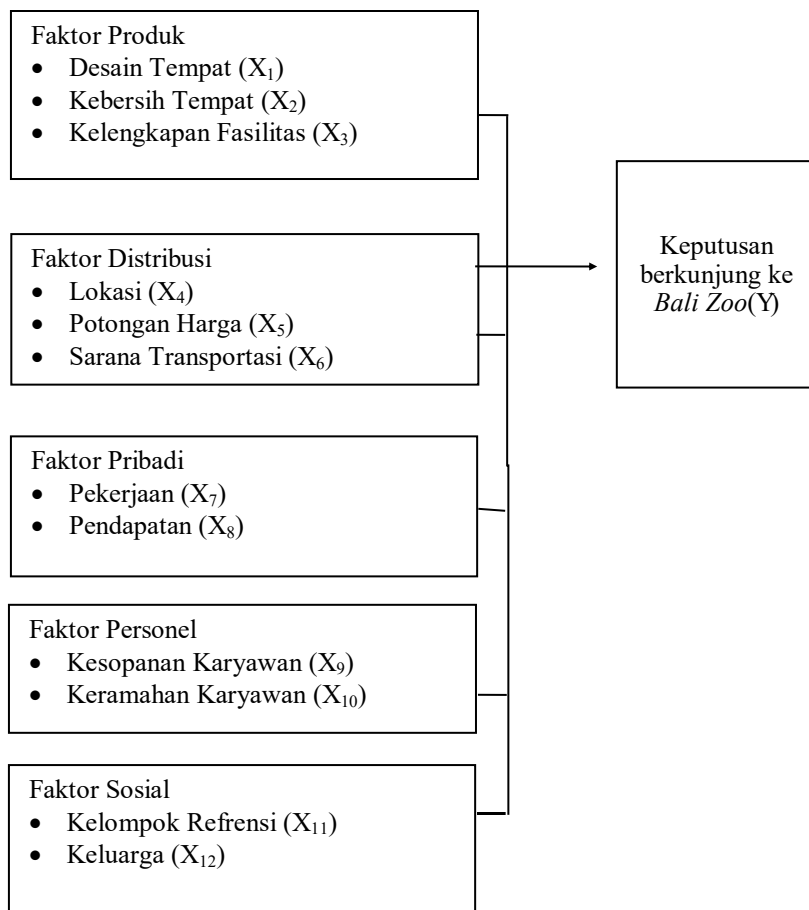 Faktor Produk
• Desain Tempat (X₁)
• Kebersih Tempat (X₂)
• Kelengkapan Fasilitas (X₃)
Faktor Distribusi
• Lokasi (X₄)
• Potongan Harga (X₅)
• Sarana Transportasi (X₆)
Faktor Pribadi
• Pekerjaan (X₇)
• Pendapatan (X₈)
Faktor Personel
• Kesopanan Karyawan (X₉)
• Keramahan Karyawan (X₁₀)
Faktor Sosial
• Kelompok Refrensi (X₁₁)
• Keluarga (X₁₂)
Keputusan
berkunjung ke
Bali Zoo(Y)